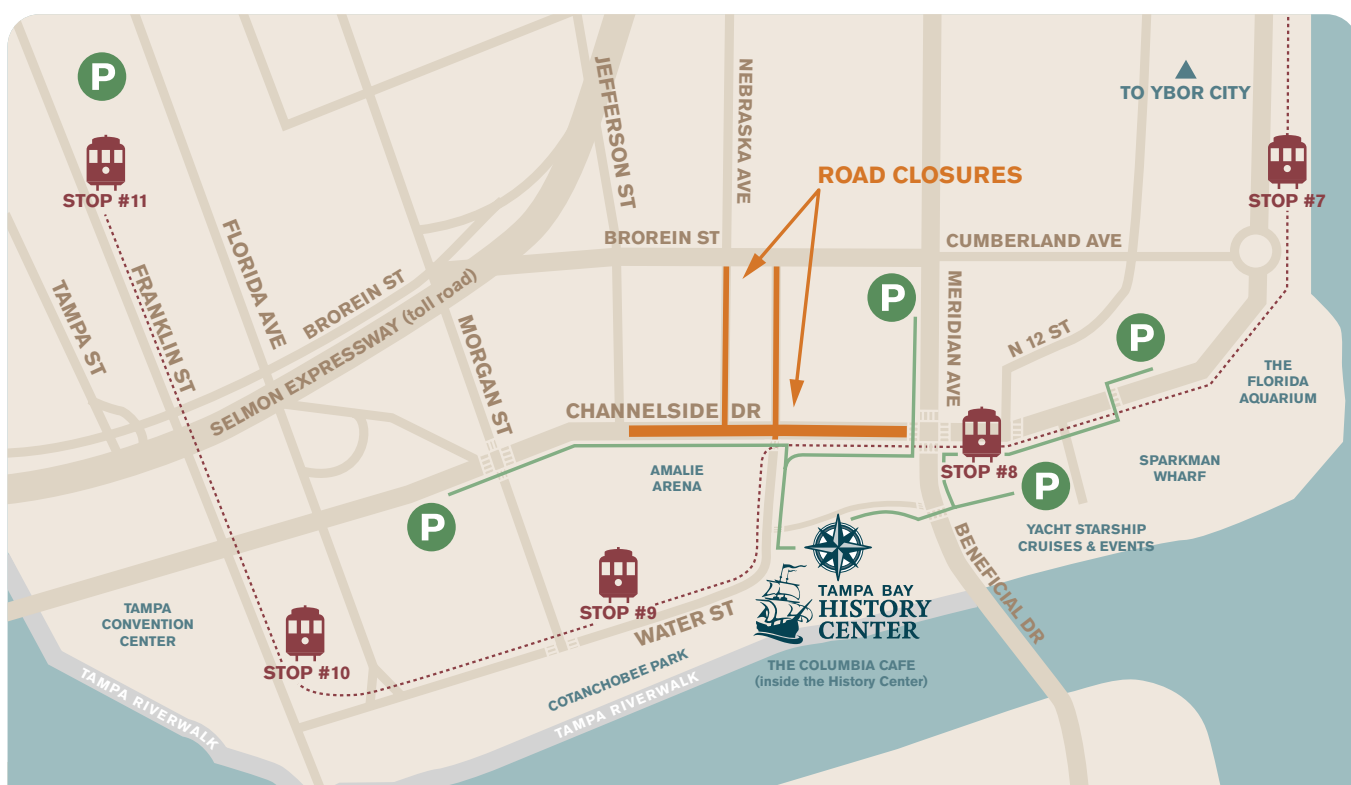 P
STOP #11
JEFFERSON ST
NEBRASKA AVE
TO YBOR CITY
ROAD CLOSURES
STOP #7
BROREIN ST
CUMBERLAND AVE
FLORIDA AVE
FRANKLIN ST
TAMPA ST
BROREIN ST
SELMON EXPRESSWAY (toll road)
MORGAN ST
P
MERIDIAN AVE
N 12 ST
P
THE
FLORIDA
AQUARIUM
CHANNELSIDE DR
AMALIE
ARENA
STOP #8
SPARKMAN
WHARF
P
P
YACHT STARSHIP
CRUISES & EVENTS
BENEFICIAL DR
TAMPA BAY
HISTORY
CENTER
STOP #9
WATER ST
TAMPA
CONVENTION
CENTER
STOP #10
COTANCHOBEE PARK
THE COLUMBIA CAFE
(inside the History Center)
TAMPA RIVERWALK
TAMPA RIVERWALK